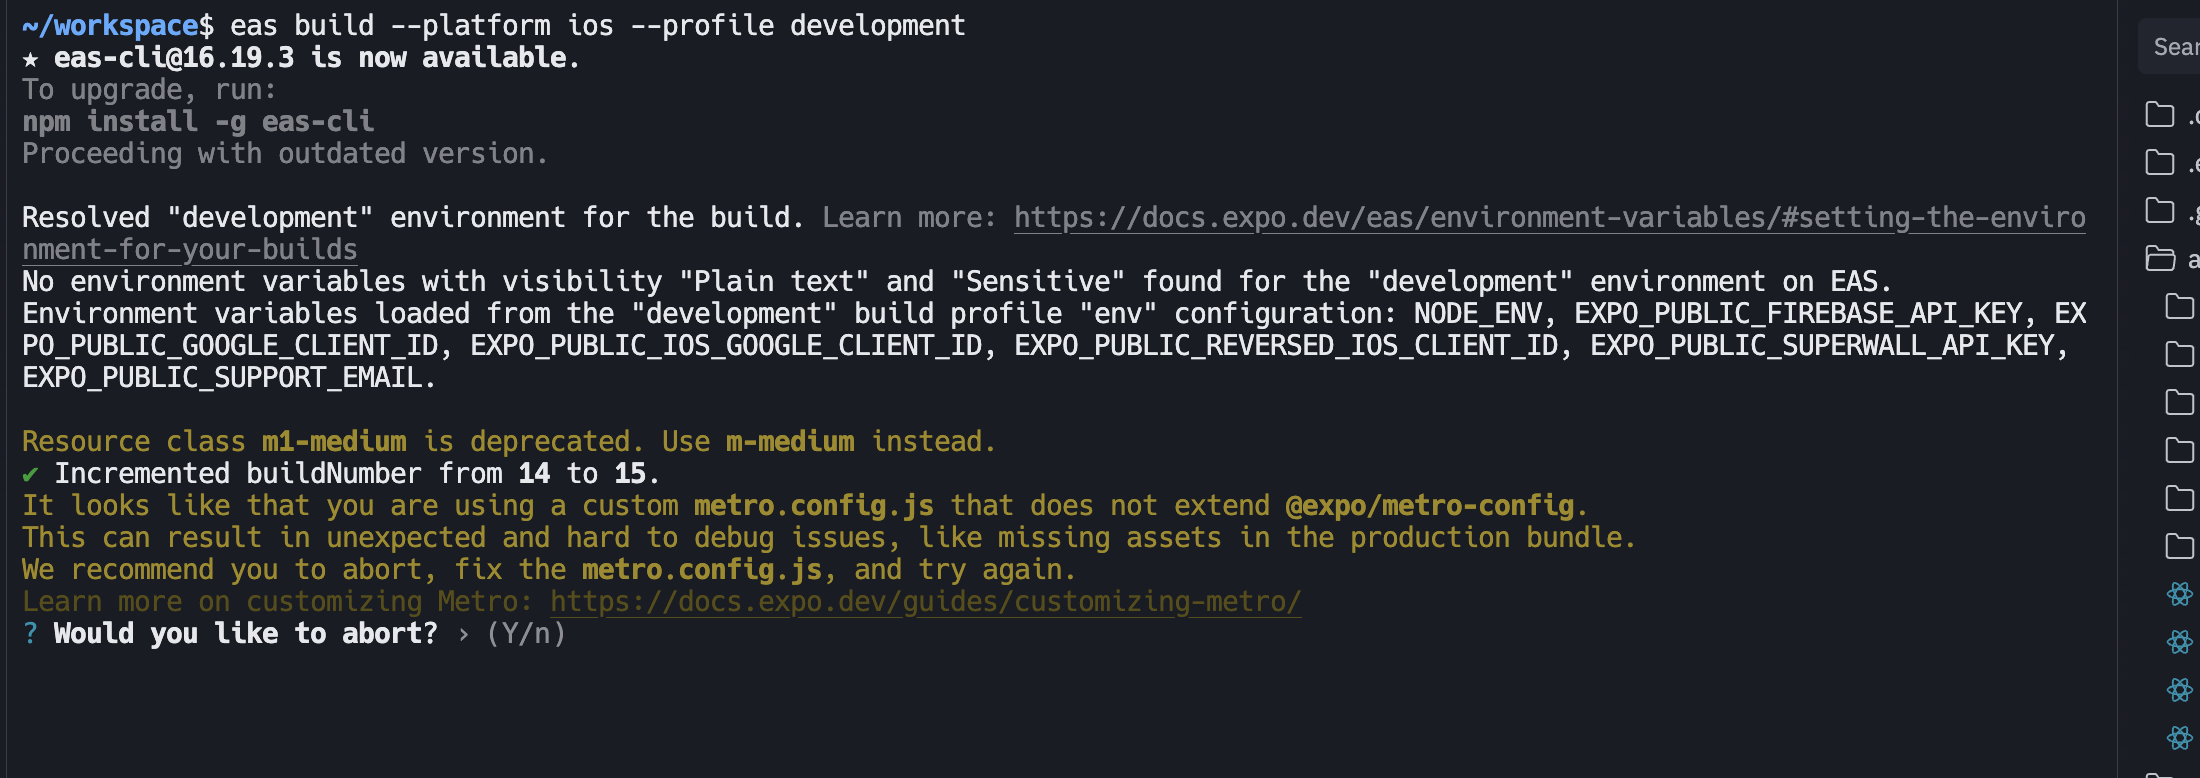 ~/workspace$ eas build --platform ios --profile development
★ eas-cli@16.19.3 is now available.
To upgrade, run:
npm install -g eas-cli
Proceeding with outdated version.
Resolved "development" environment for the build. Learn more: https://docs.expo.dev/eas/environment-variables/#setting-the-enviro
nment-for-your-builds
No environment variables with visibility "Plain text" and "Sensitive" found for the "development" environment on EAS.
Environment variables loaded from the "development" build profile "env" configuration: NODE_ENV, EXPO_PUBLIC_FIREBASE_API_KEY, EX
PO_PUBLIC_GOOGLE_CLIENT_ID, EXPO_PUBLIC_IOS_GOOGLE_CLIENT_ID, EXPO_PUBLIC_REVERSED_IOS_CLIENT_ID, EXPO_PUBLIC_SUPERWALL_API_KEY,
EXPO_PUBLIC_SUPPORT_EMAIL.
Resource class m1-medium is deprecated. Use m-medium instead.
✔ Incremented buildNumber from 14 to 15.
It looks like that you are using a custom metro.config.js that does not extend @expo/metro-config.
This can result in unexpected and hard to debug issues, like missing assets in the production bundle.
We recommend you to abort, fix the metro.config.js, and try again.
Learn more on customizing Metro: https://docs.expo.dev/guides/customizing-metro/
? Would you like to abort? › (Y/n)